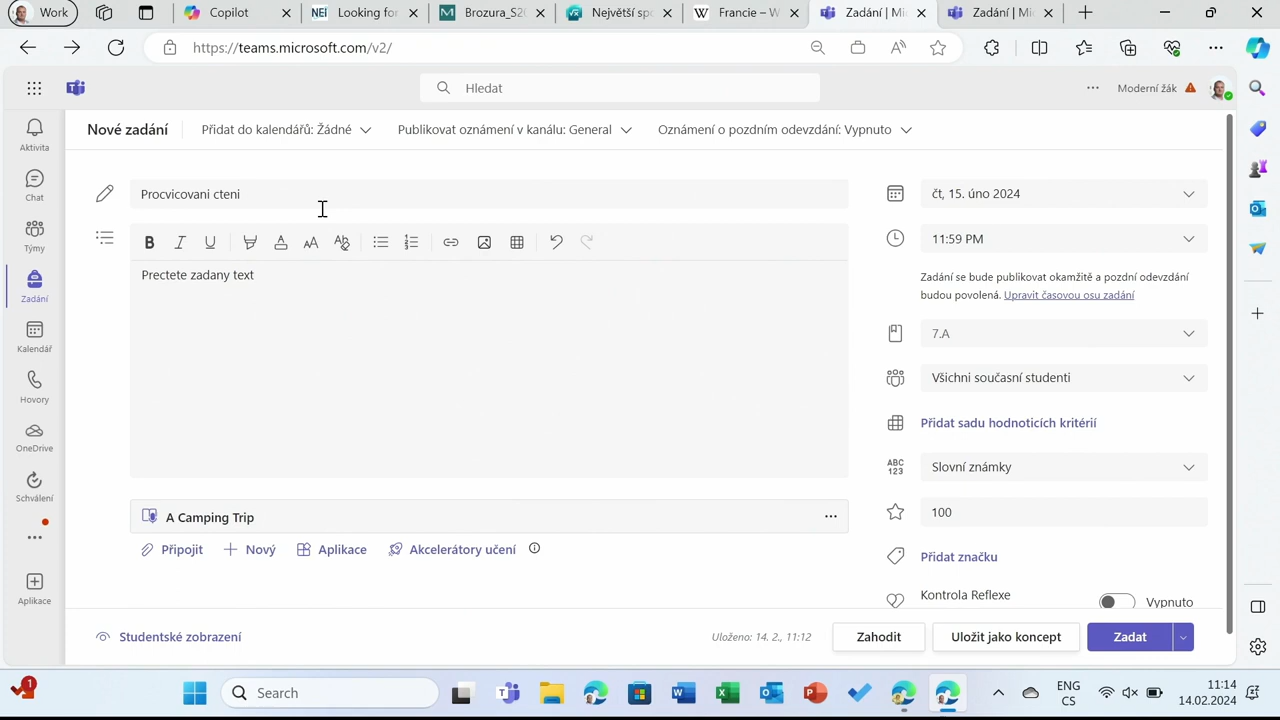 Work
Copilot
Looking for
Brozura_S2
Největší spo
mencie – W
Zadání | Mi
Zadání | Mi
https://teams.microsoft.com/v2/
Hledat
Moderní žák
Aktivita
Chat
Týmy
Zadání
Kalendář
Hovory
OneDrive
Schválení
Aplikace
Nové zadání
Přidat do kalendářů: Žádné
Publikovat oznámení v kanálu: General
Oznámení o pozdním odevzdání: Vypnuto
Procvicovani cteni
Prectete zadany text
A Camping Trip
Připojit
Nový
Aplikace
Akcelerátory učení
čt, 15. úno 2024
11:59 PM
Zadání se bude publikovat okamžitě a pozdní odevzdání
budou povolená. Upravit časovou osu zadání
7.A
Všichni současní studenti
Přidat sadu hodnoticích kritérií
ABC
123
Slovní známky
100
Přidat značku
Kontrola Reflexe
Vypnuto
Studentské zobrazení
Uloženo: 14. 2., 11:12
Zahodit
Uložit jako koncept
Zadat
1
Search
ENG
CS
11:14
14.02.2024